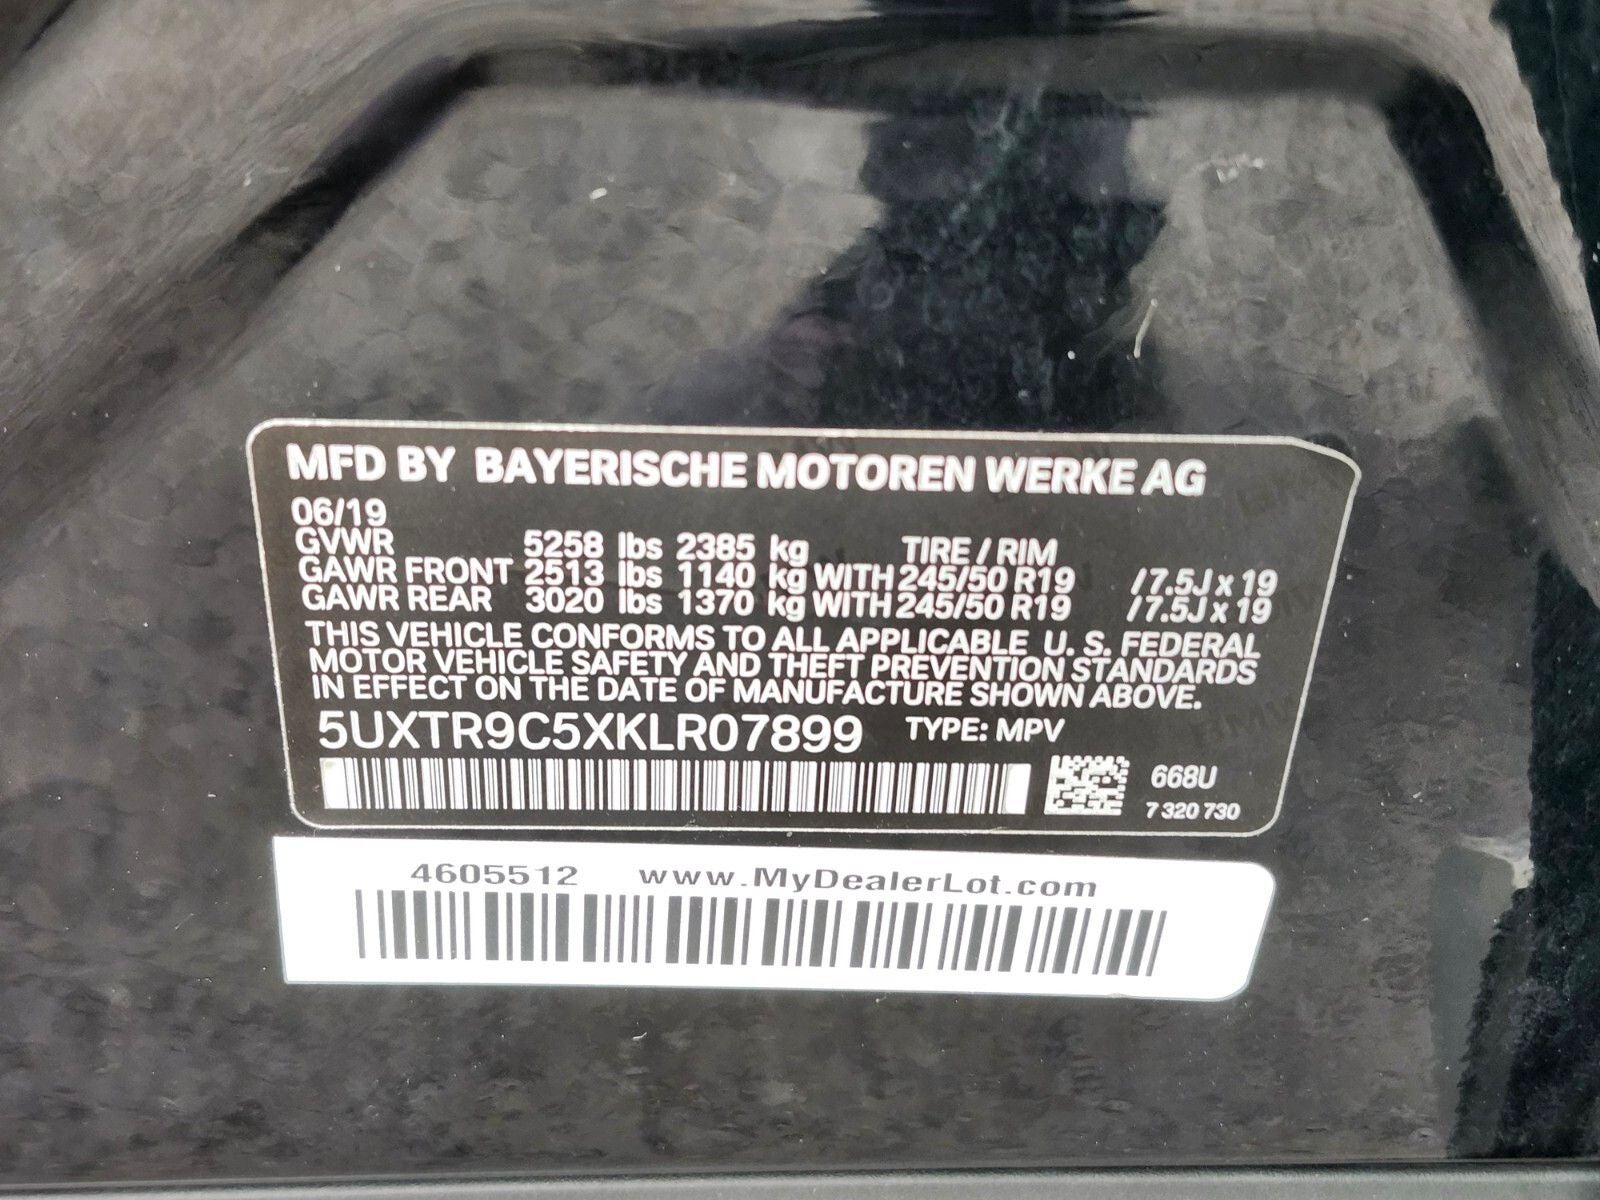 MFD BY BAYERISCHE MOTOREN WERKE AG
06/19
GVWR 5258 lbs 2385 kg TIRE / RIM
GAWR FRONT 2513 lbs 1140 kg WITH 245/50 R19 /7.5J x 19
GAWR REAR 3020 lbs 1370 kg WITH 245/50 R19 /7.5J x 19
THIS VEHICLE CONFORMS TO ALL APPLICABLE U. S. FEDERAL
MOTOR VEHICLE SAFETY AND THEFT PREVENTION STANDARDS
IN EFFECT ON THE DATE OF MANUFACTURE SHOWN ABOVE.
5UXTR9C5XKLR07899 TYPE: MPV
668U
7 320 730
4605512 www.MyDealerLot.com